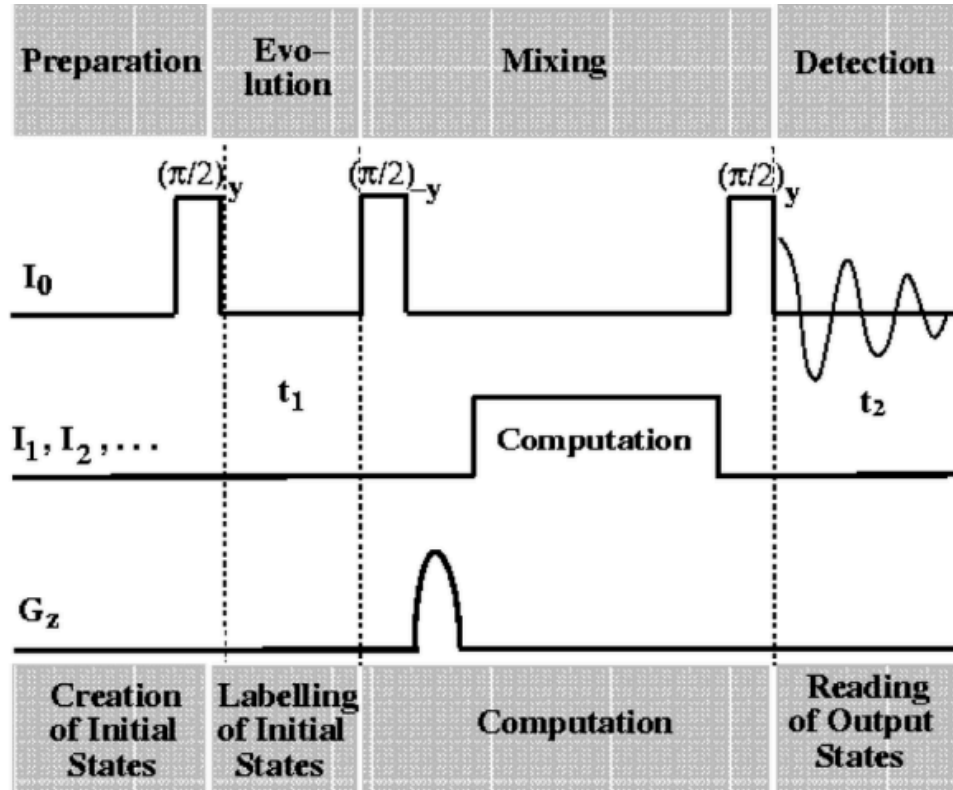 Preparation
Evo–
lution
Mixing
Detection
(π/2)y
(π/2)–y
(π/2)y
I0
t1
t2
I1, I2, . . .
Computation
Gz
Creation
of Initial
States
Labelling
of Initial
States
Computation
Reading
of Output
States